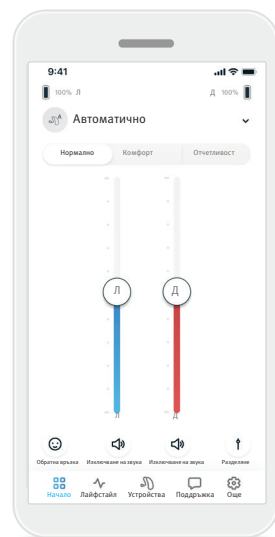 9:41
100% Л Д 100%
A Автоматично
Нормално Комфорт Отчетливост
Л Д
Л Д
Обратна връзка Изключване на звука Изключване на звука Разделяне
Начало Лайфстайл Устройства Поддръжка Още